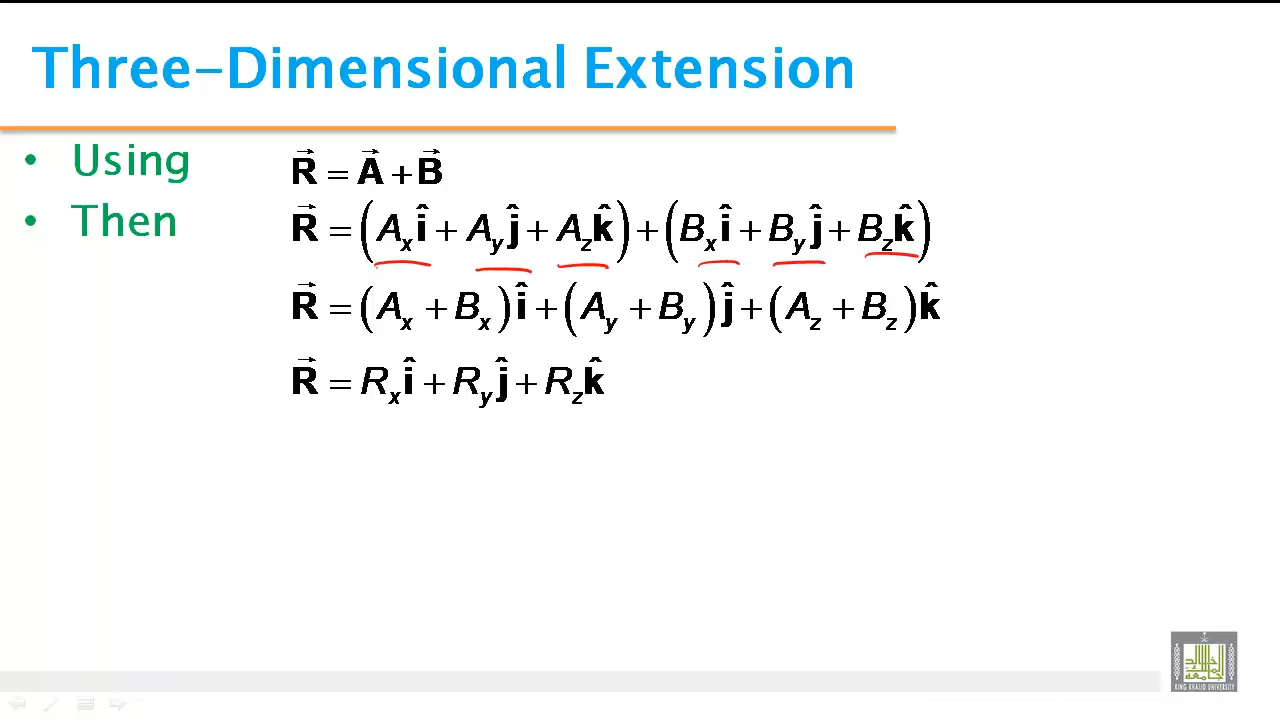 Three-Dimensional Extension
• Using R⃗ = A⃗ + B⃗
• Then R⃗ = (Aₓî + A_yĵ + A_zk̂) + (Bₓî + B_yĵ + B_zk̂)
R⃗ = (Aₓ + Bₓ)î + (A_y + B_y)ĵ + (A_z + B_z)k̂
R⃗ = Rₓî + R_yĵ + R_zk̂
KING KHALID UNIVERSITY